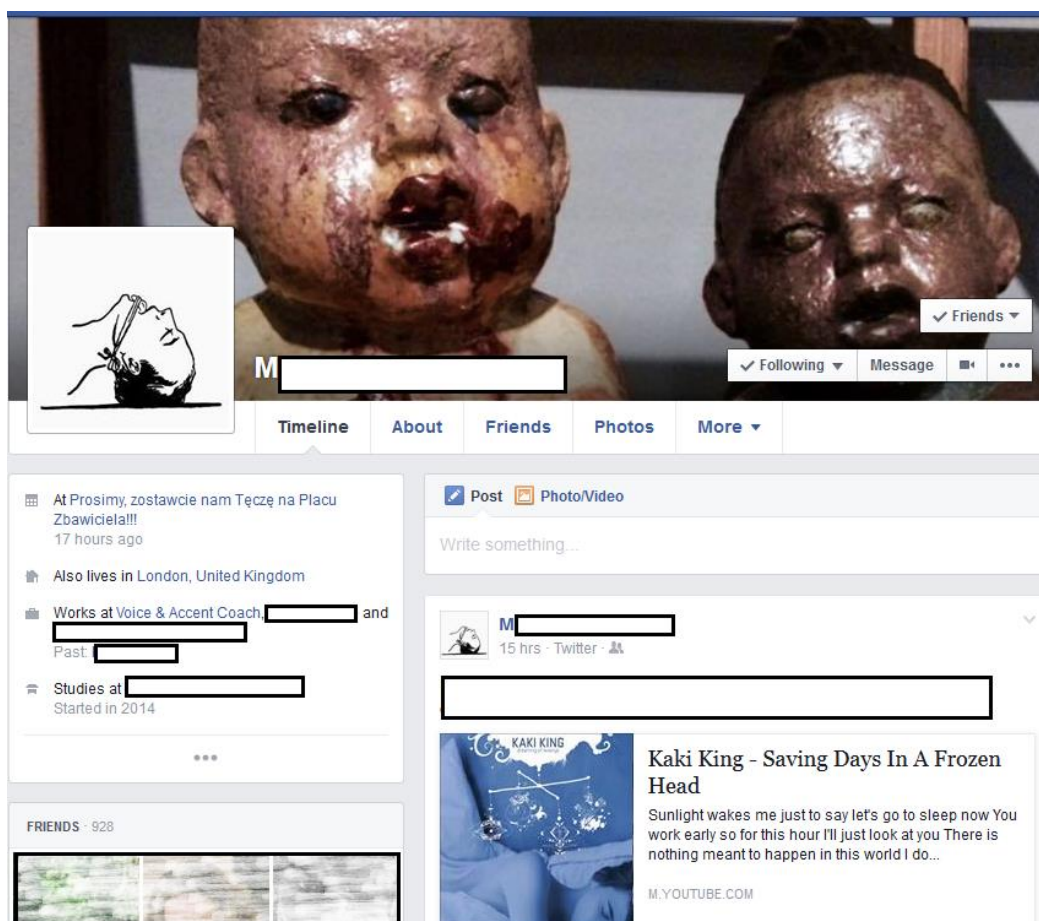 ✓ Friends ▼
M
✓ Following ▼ Message •••
Timeline About Friends Photos More ▼
At Prosimy, zostawcie nam Tęczę na Placu
Zbawiciela!!!
17 hours ago
Also lives in London, United Kingdom
Works at Voice & Accent Coach, and
Past:
Studies at
Started in 2014
•••
FRIENDS · 928
Post Photo/Video
Write something...
M
15 hrs · Twitter ·
KAKI KING
Kaki King - Saving Days In A Frozen
Head
Sunlight wakes me just to say let's go to sleep now You
work early so for this hour I'll just look at you There is
nothing meant to happen in this world I do...
M.YOUTUBE.COM